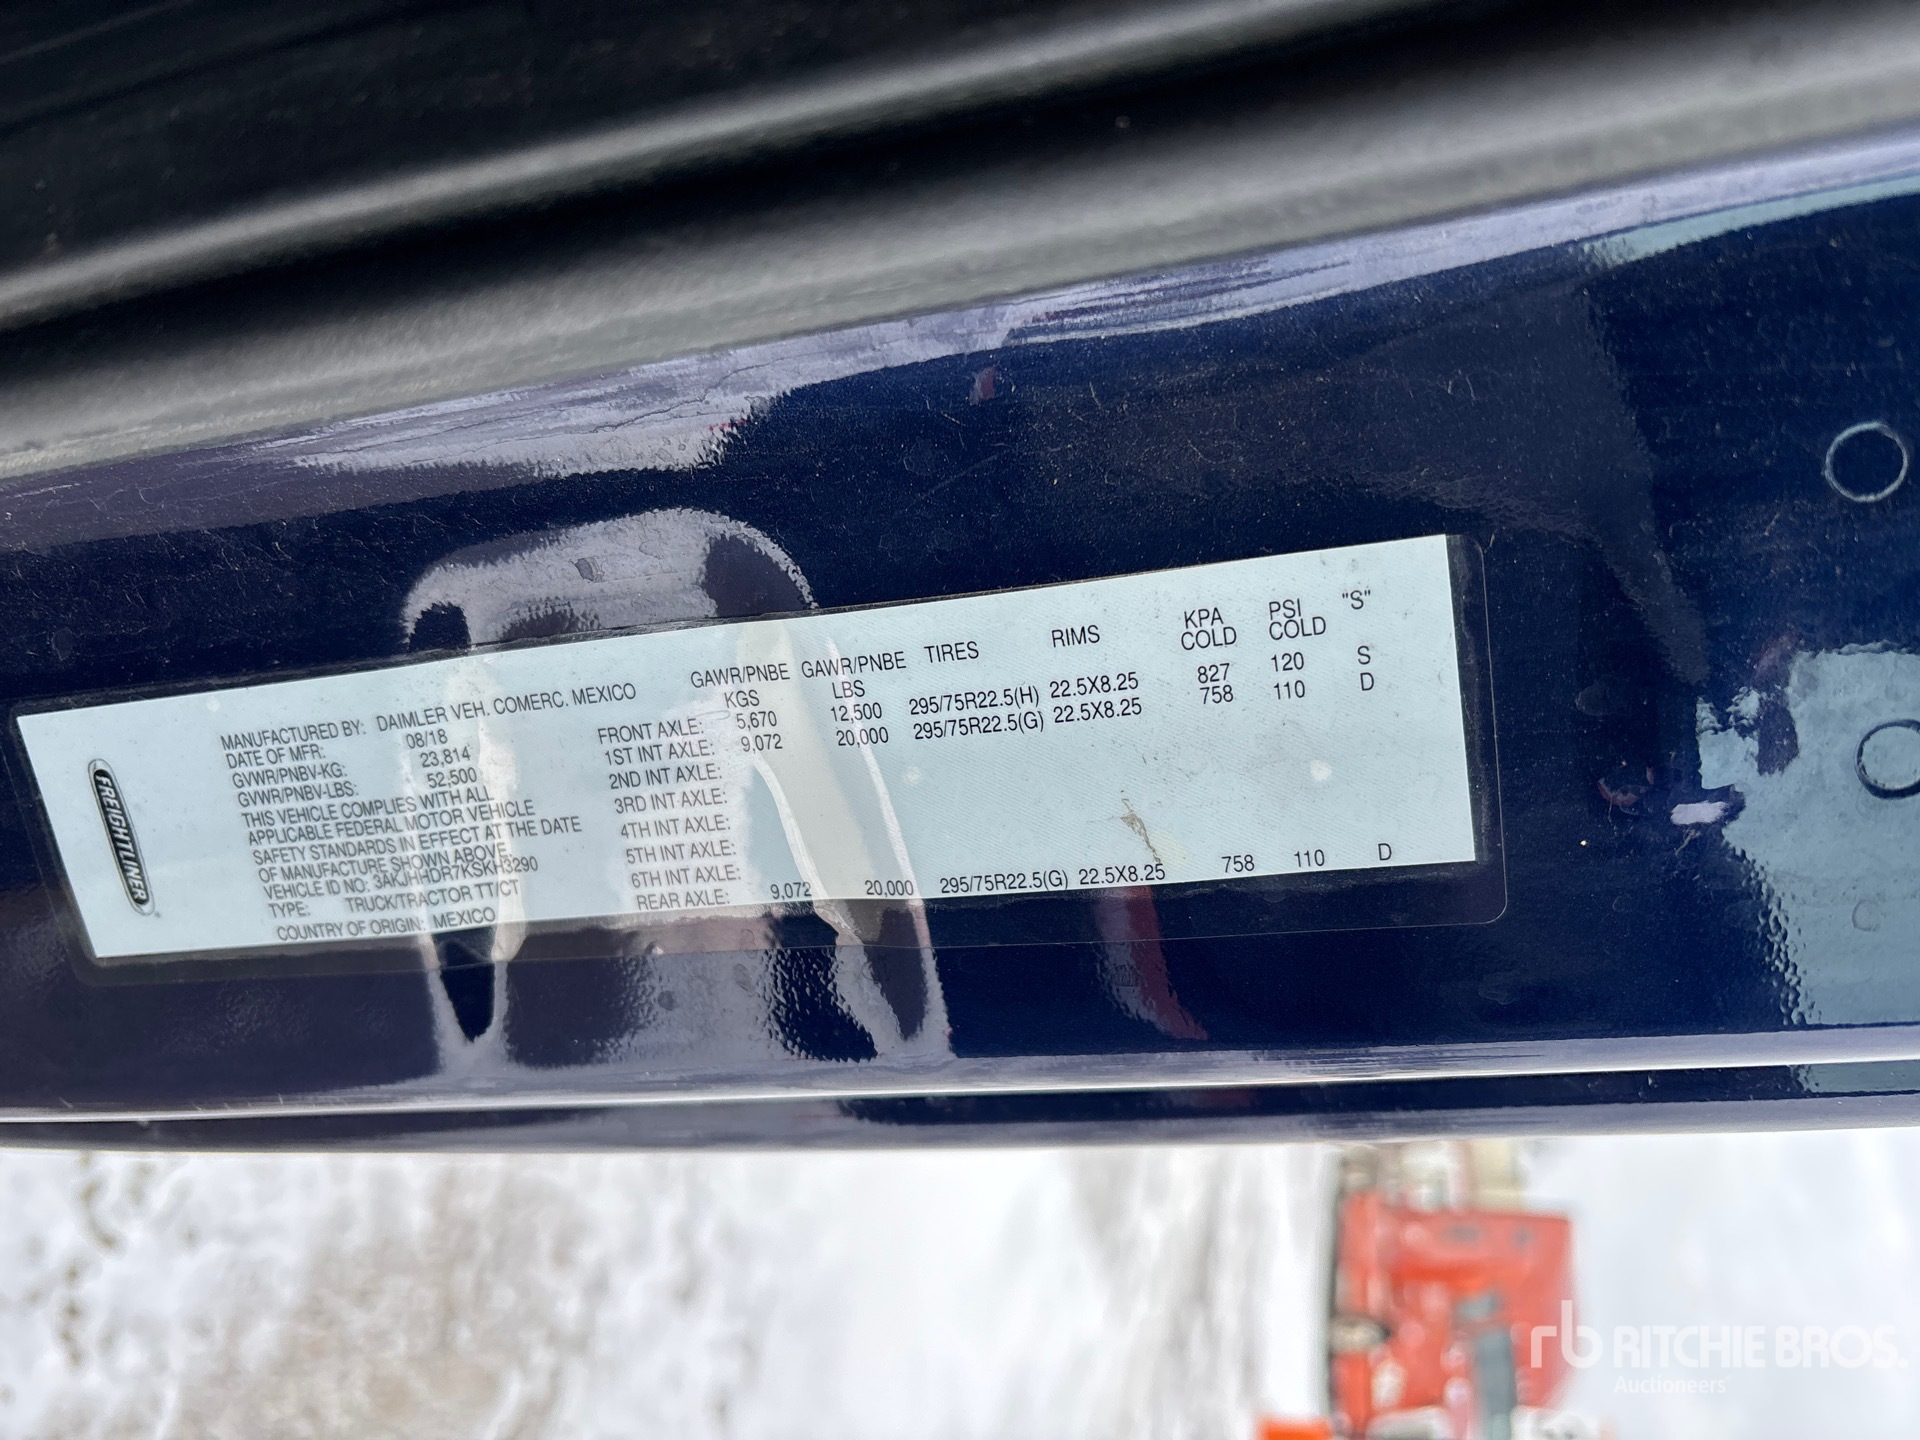 FREIGHTLINER
MANUFACTURED BY: DAIMLER VEH. COMERC. MEXICO
DATE OF MFR: 08/18
GVWR/PNBV-KG: 23,814
GVWR/PNBV-LBS: 52,500
THIS VEHICLE COMPLIES WITH ALL
APPLICABLE FEDERAL MOTOR VEHICLE
SAFETY STANDARDS IN EFFECT AT THE DATE
OF MANUFACTURE SHOWN ABOVE.
VEHICLE ID NO: 3AKJHHDR7KSKH3290
TYPE: TRUCK/TRACTOR TT/CT
COUNTRY OF ORIGIN: MEXICO
GAWR/PNBE KGS GAWR/PNBE LBS TIRES RIMS KPA COLD PSI COLD "S"
FRONT AXLE: 5,670 12,500 295/75R22.5(H) 22.5X8.25 827 120 S
1ST INT AXLE: 9,072 20,000 295/75R22.5(G) 22.5X8.25 758 110 D
2ND INT AXLE:
3RD INT AXLE:
4TH INT AXLE:
5TH INT AXLE:
6TH INT AXLE:
REAR AXLE: 9,072 20,000 295/75R22.5(G) 22.5X8.25 758 110 D
rb RITCHIE BROS.
Auctioneers